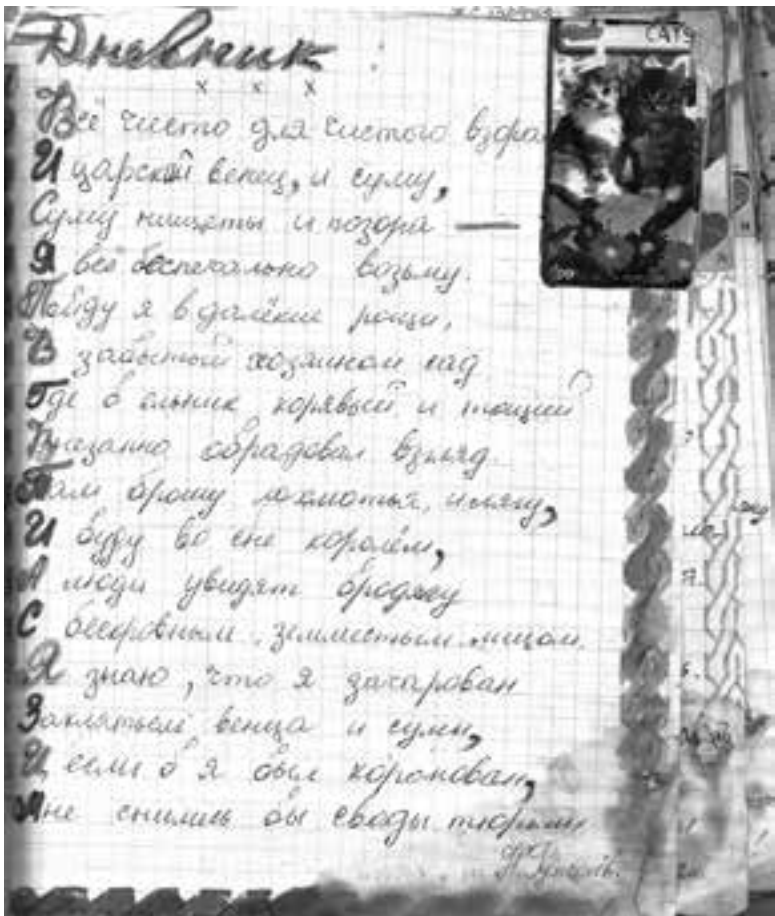 Дневник:
х х х
Всё чисто для чистого взора
И царский венец, и суму,
Суму нищеты и позора —
Я всё беспечально возьму.
Пойду я в далёкие рощи,
В забытый хозяином сад
Где б ельник корявый и тощий
Внезапно обрадовал взгляд.
Там брошу лохмотья, и лягу,
И буду во сне королём,
А люди увидят бродягу
С бескровным, землистым лицом.
Я знаю, что я зачарован
Заклятьем венца и сумы,
И если б я был коронован,
Мне снились бы своды тюрьмы
CATS